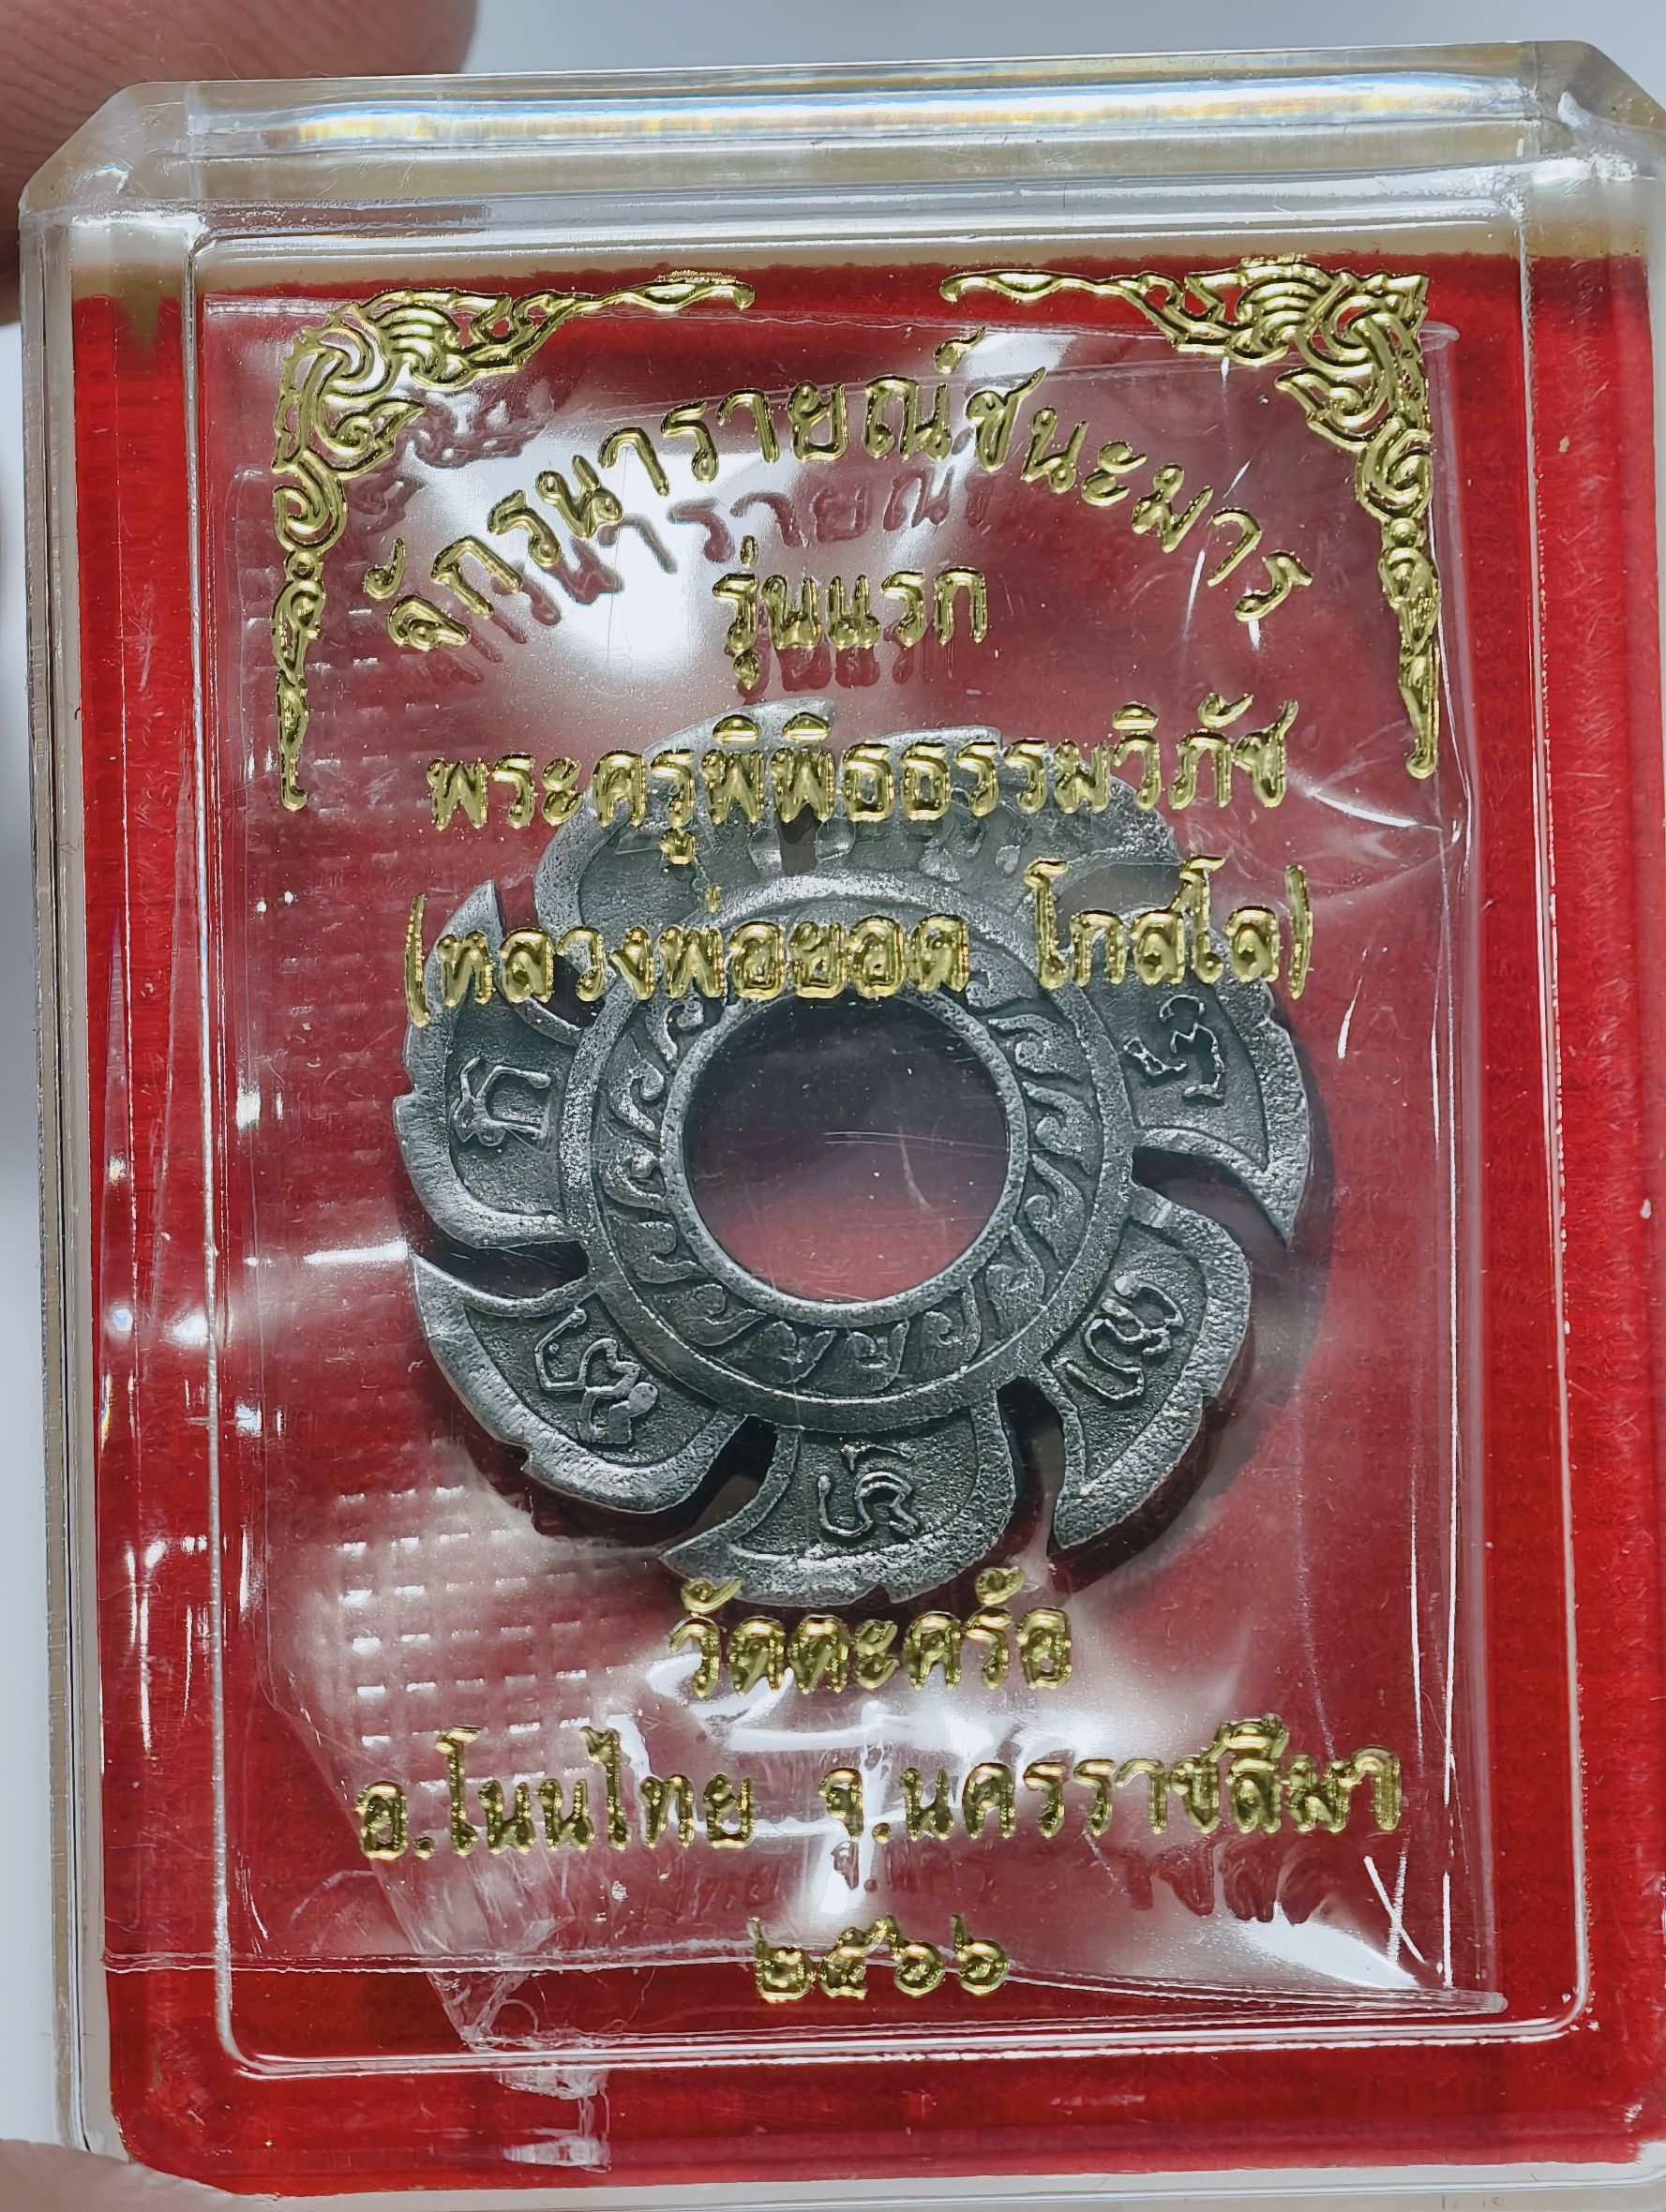 จักรนารายณ์ชนะมาร
รุ่นแรก
พระครูพิพิธธรรมวิภัช
(หลวงพ่อยอด โกสโล)
วัดตะคร้อ
อ.โนนไทย จ.นครราชสีมา
๒๕๖๖